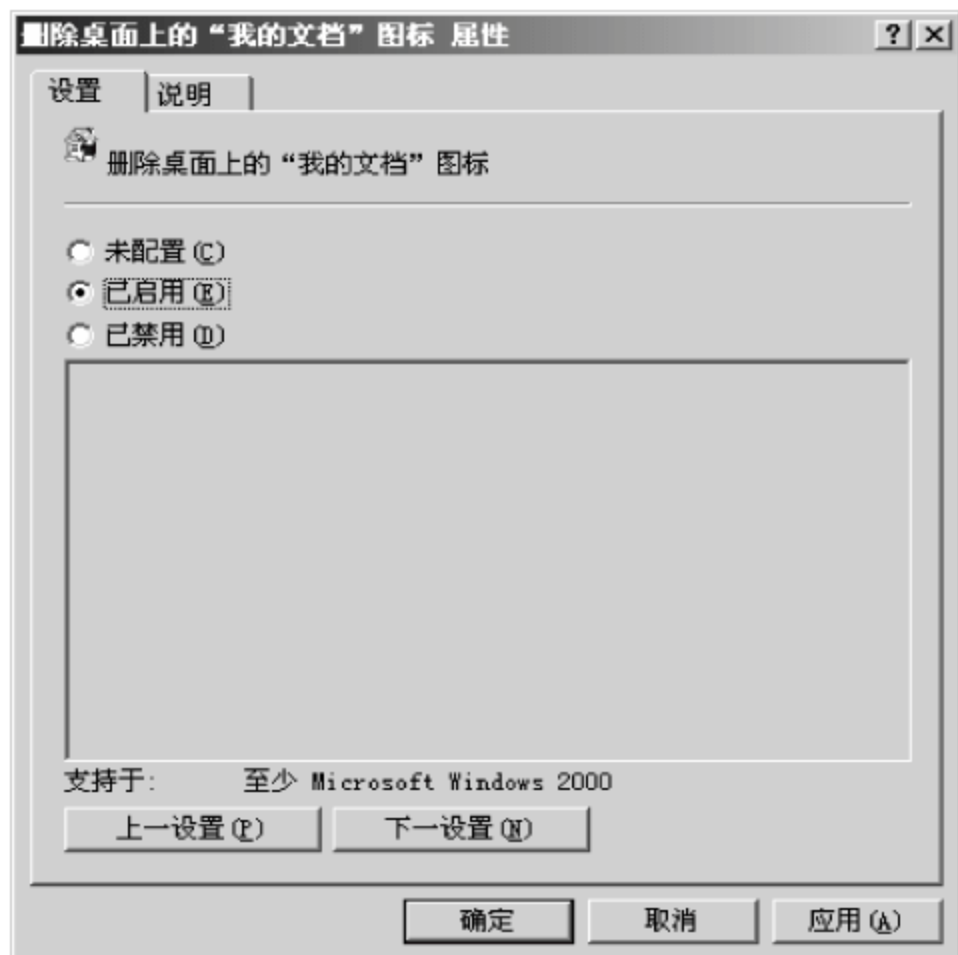 删除桌面上的“我的文档”图标 属性
设置 说明
删除桌面上的“我的文档”图标
未配置(C)
已启用(E)
已禁用(D)
支持于: 至少 Microsoft Windows 2000
上一设置(P) 下一设置(N)
确定 取消 应用(A)